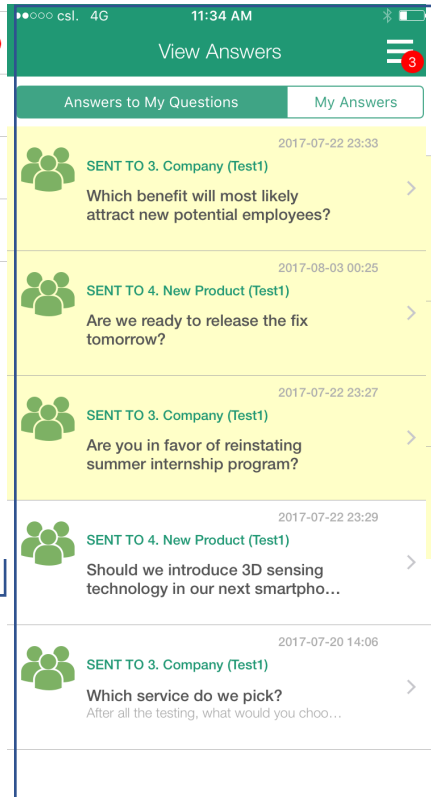 csl. 4G 11:34 AM
View Answers
3
Answers to My Questions My Answers
2017-07-22 23:33
SENT TO 3. Company (Test1)
Which benefit will most likely
attract new potential employees?
2017-08-03 00:25
SENT TO 4. New Product (Test1)
Are we ready to release the fix
tomorrow?
2017-07-22 23:27
SENT TO 3. Company (Test1)
Are you in favor of reinstating
summer internship program?
2017-07-22 23:29
SENT TO 4. New Product (Test1)
Should we introduce 3D sensing
technology in our next smartpho...
2017-07-20 14:06
SENT TO 3. Company (Test1)
Which service do we pick?
After all the testing, what would you choo...